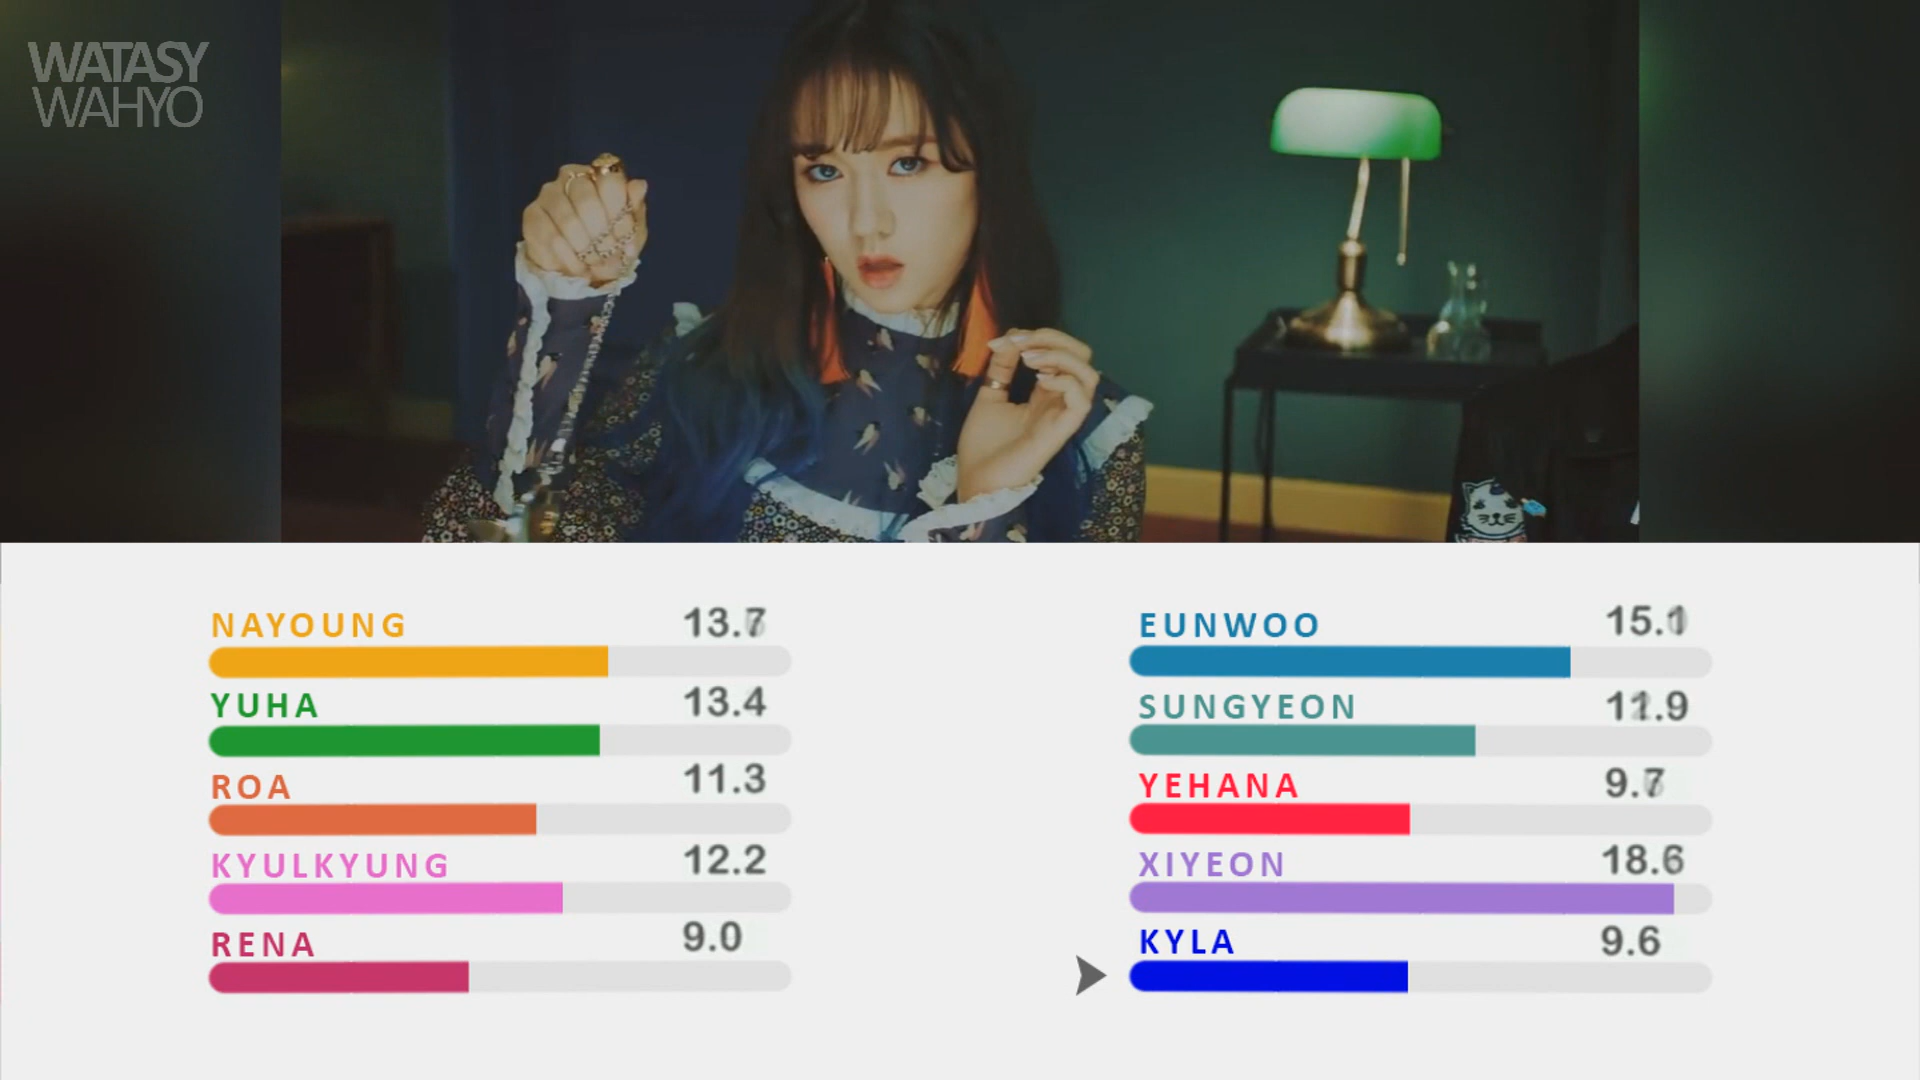 WATASY
WAHYO
NAYOUNG 13.7
YUHA 13.4
ROA 11.3
KYULKYUNG 12.2
RENA 9.0
EUNWOO 15.1
SUNGYEON 11.9
YEHANA 9.7
XIYEON 18.6
KYLA 9.6